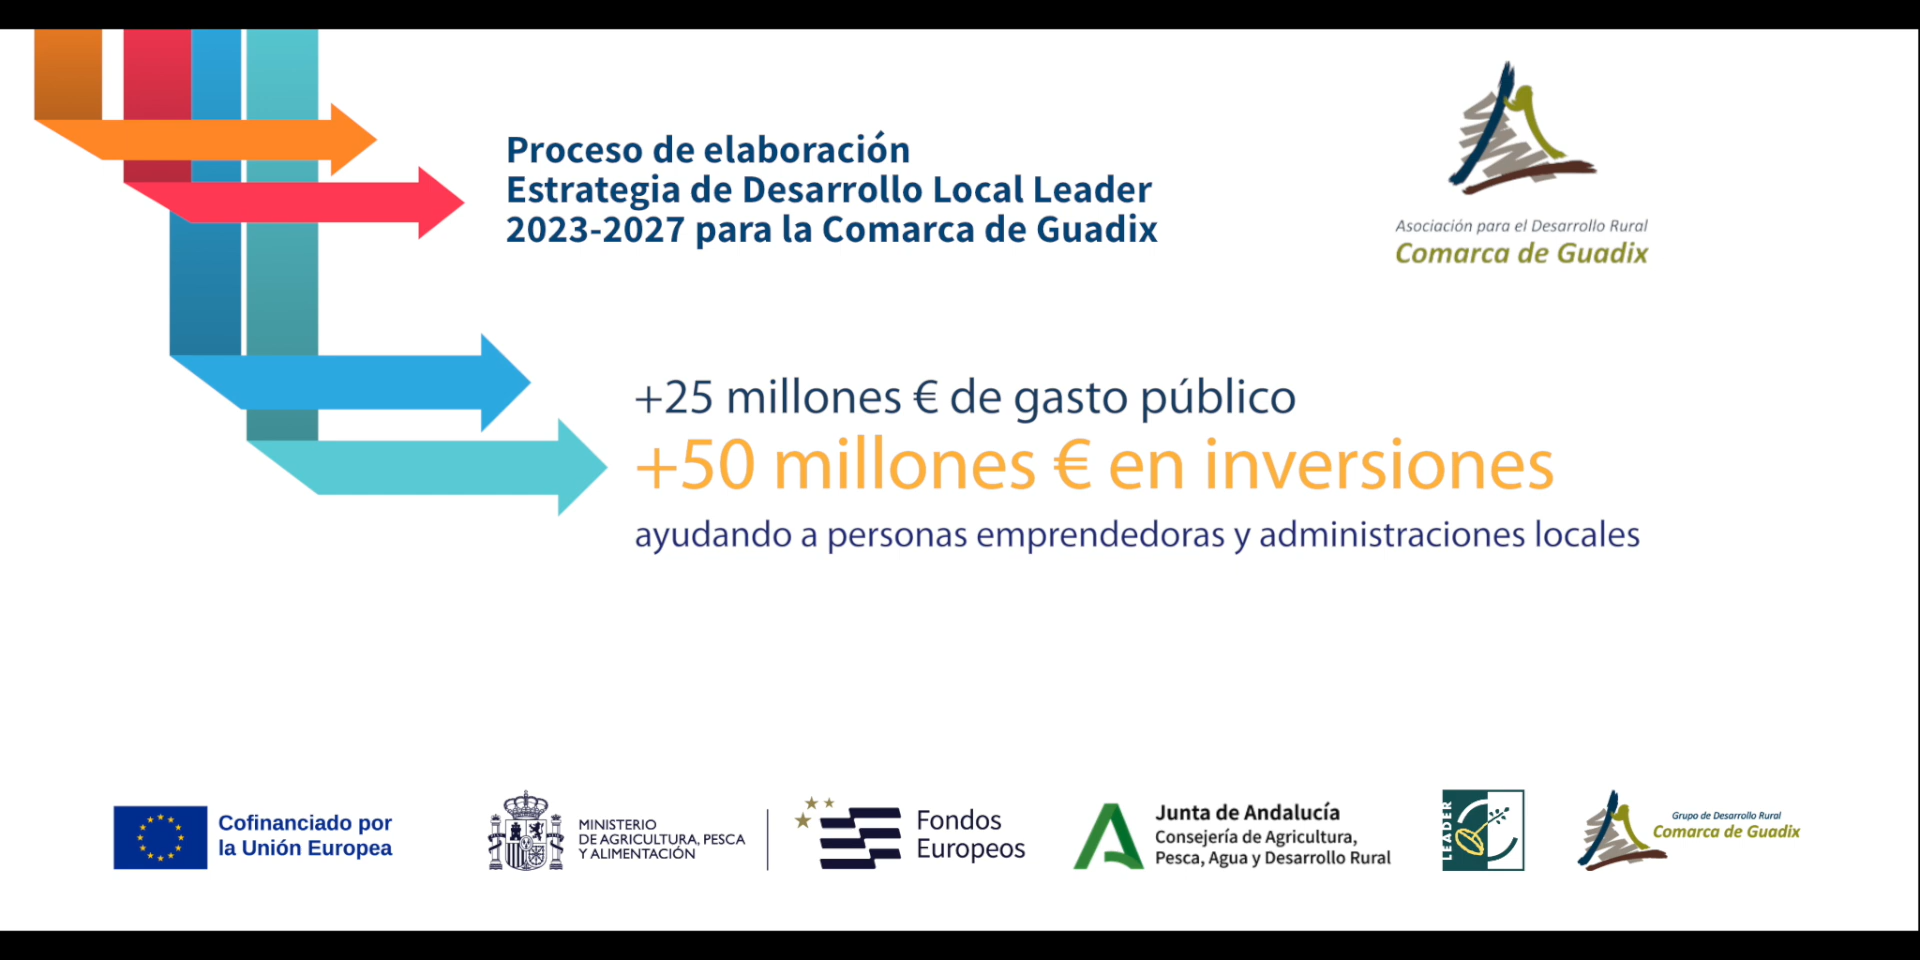 Proceso de elaboración
Estrategia de Desarrollo Local Leader
2023-2027 para la Comarca de Guadix
Asociación para el Desarrollo Rural
Comarca de Guadix
+25 millones € de gasto público
+50 millones € en inversiones
ayudando a personas emprendedoras y administraciones locales
Cofinanciado por
la Unión Europea
MINISTERIO
DE AGRICULTURA, PESCA
Y ALIMENTACIÓN
Fondos
Europeos
Junta de Andalucía
Consejería de Agricultura,
Pesca, Agua y Desarrollo Rural
LEADER
Grupo de Desarrollo Rural
Comarca de Guadix